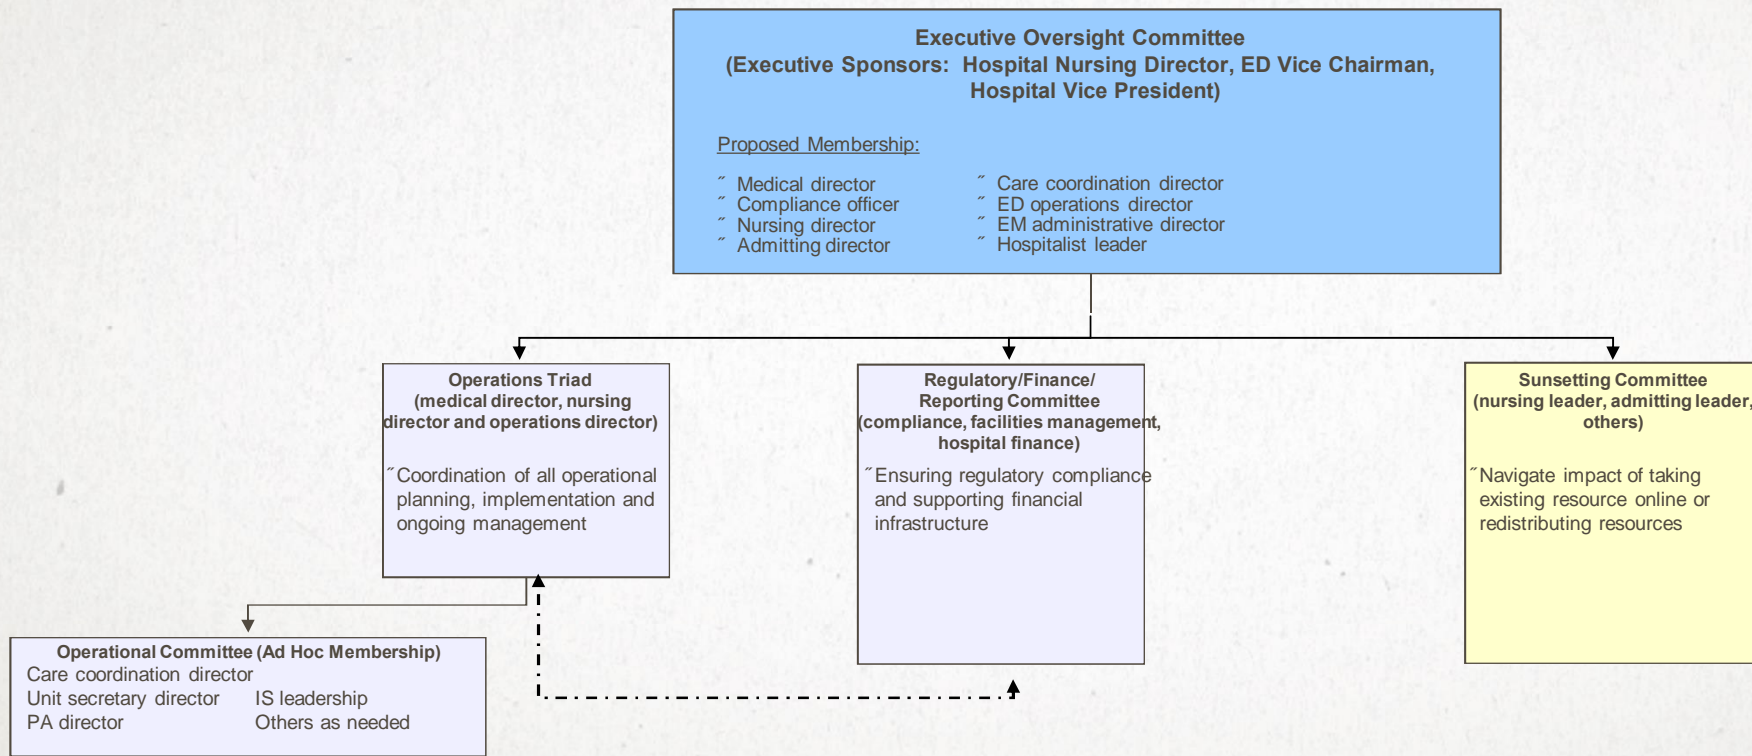 Executive Oversight Committee
(Executive Sponsors: Hospital Nursing Director, ED Vice Chairman,
Hospital Vice President)
Proposed Membership:
˝ Medical director
˝ Compliance officer
˝ Nursing director
˝ Admitting director
˝ Care coordination director
˝ ED operations director
˝ EM administrative director
˝ Hospitalist leader
Operations Triad
(medical director, nursing
director and operations director)
˝ Coordination of all operational
planning, implementation and
ongoing management
Regulatory/Finance/
Reporting Committee
(compliance, facilities management,
hospital finance)
˝ Ensuring regulatory compliance
and supporting financial
infrastructure
Sunsetting Committee
(nursing leader, admitting leader,
others)
˝ Navigate impact of taking
existing resource online or
redistributing resources
Operational Committee (Ad Hoc Membership)
Care coordination director
Unit secretary director IS leadership
PA director Others as needed